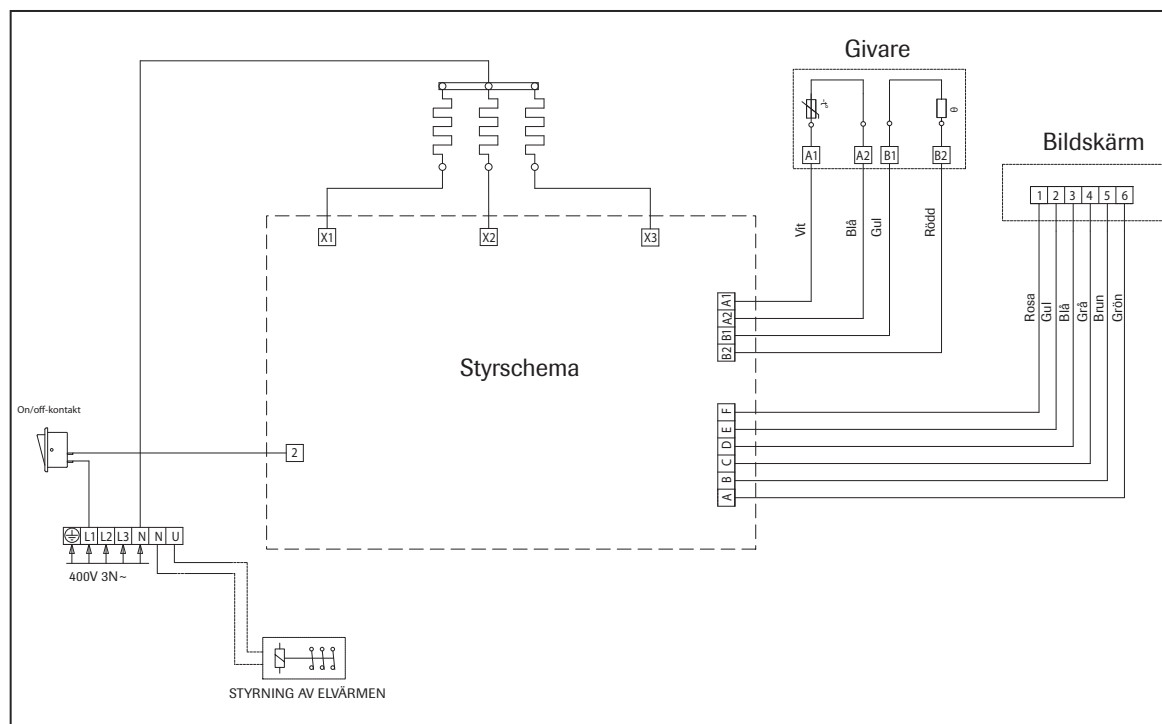 Givare
Bildskärm
A1 A2 B1 B2
1 2 3 4 5 6
X1 X2 X3
Vit
Blå
Gul
Rödd
Rosa
Gul
Blå
Grå
Brun
Grön
A1
A2
B1
B2
Styrschema
On/off-kontakt
2
F
E
D
C
B
A
L1 L2 L3 N N U
400V 3N~
STYRNING AV ELVÄRMEN